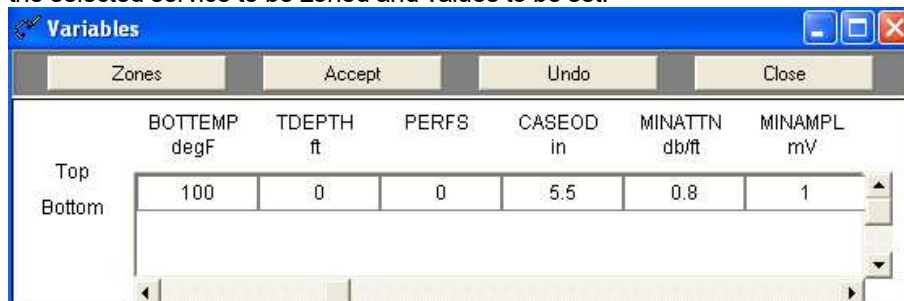 the selected service to be zoned and values to be set.
Variables
Zones Accept Undo Close
BOTTEMP TDEPTH PERFS CASEOD MINATTN MINAMPL
degF ft in db/ft mV
Top
100 0 0 5.5 0.8 1
Bottom